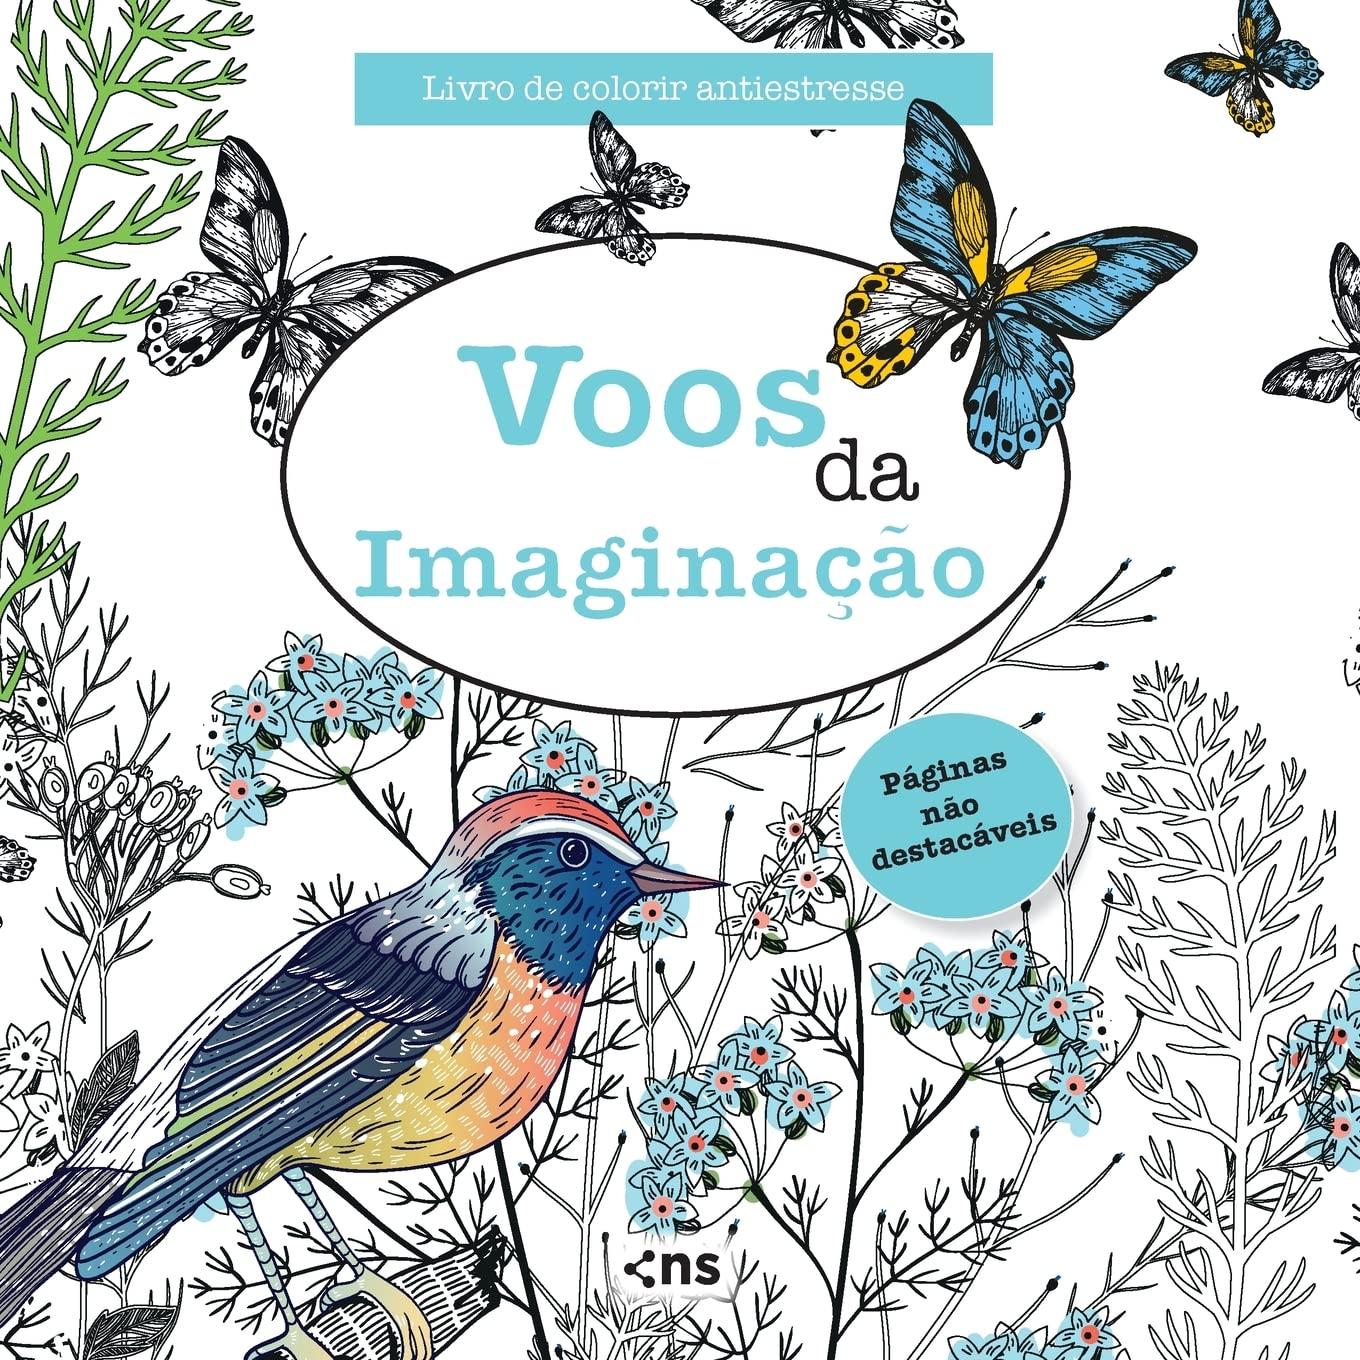 Livro de colorir antiestresse
Voos
da
Imaginação
Páginas
não
destacáveis
ns